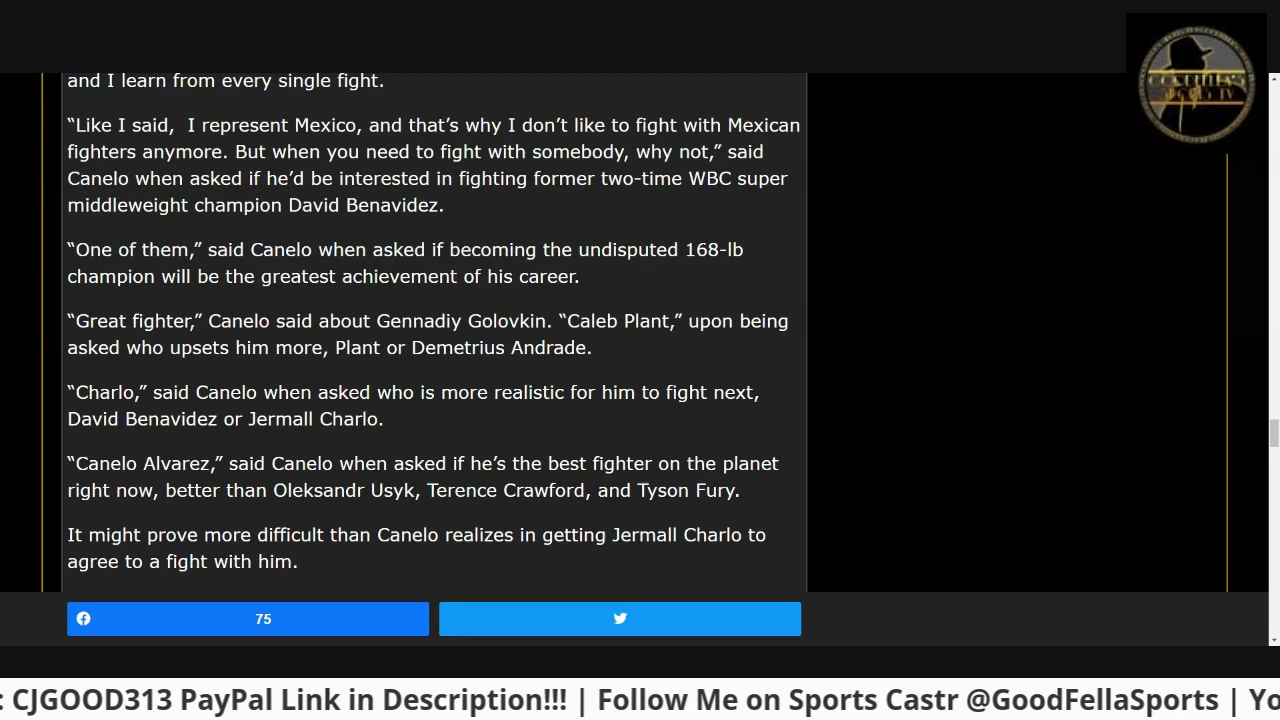 and I learn from every single fight.
“Like I said,  I represent Mexico, and that’s why I don’t like to fight with Mexican
fighters anymore. But when you need to fight with somebody, why not,” said
Canelo when asked if he’d be interested in fighting former two-time WBC super
middleweight champion David Benavidez.
“One of them,” said Canelo when asked if becoming the undisputed 168-lb
champion will be the greatest achievement of his career.
“Great fighter,” Canelo said about Gennadiy Golovkin. “Caleb Plant,” upon being
asked who upsets him more, Plant or Demetrius Andrade.
“Charlo,” said Canelo when asked who is more realistic for him to fight next,
David Benavidez or Jermall Charlo.
“Canelo Alvarez,” said Canelo when asked if he’s the best fighter on the planet
right now, better than Oleksandr Usyk, Terence Crawford, and Tyson Fury.
It might prove more difficult than Canelo realizes in getting Jermall Charlo to
agree to a fight with him.
75
: CJGOOD313 PayPal Link in Description!!! | Follow Me on Sports Castr @GoodFellaSports | Yo
GOODFELLAS
SPORTS TV